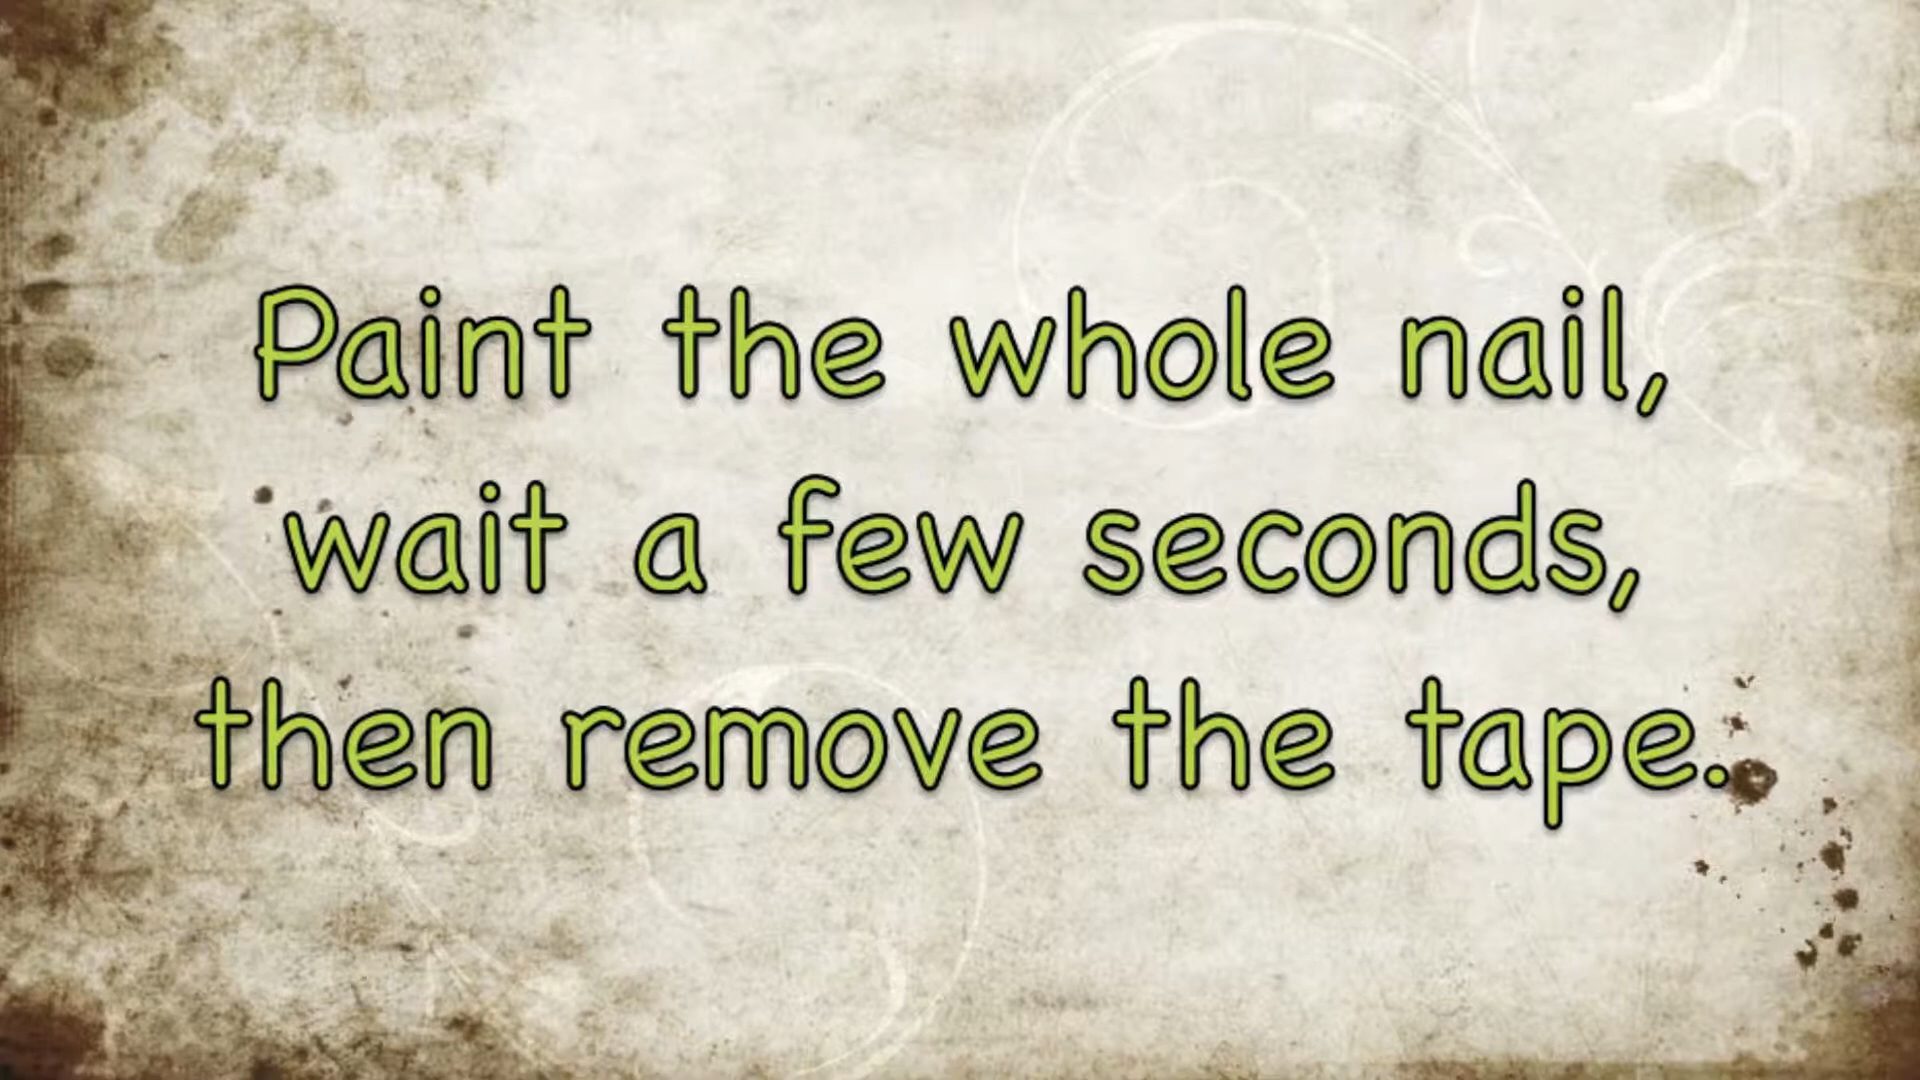 Paint the whole nail,
wait a few seconds,
then remove the tape.